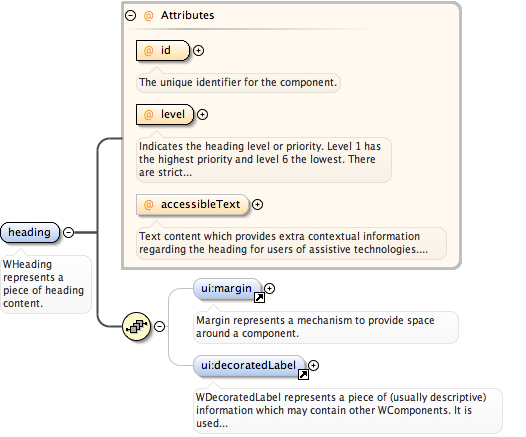 Attributes
@ id
The unique identifier for the component.
@ level
Indicates the heading level or priority. Level 1 has
the highest priority and level 6 the lowest. There
are strict...
@ accessibleText
Text content which provides extra contextual information
regarding the heading for users of assistive technologies....
heading
WHeading
represents a
piece of heading
content.
ui:margin
Margin represents a mechanism to provide space
around a component.
ui:decoratedLabel
WDecoratedLabel represents a piece of (usually descriptive)
information which may contain other WComponents. It is
used...